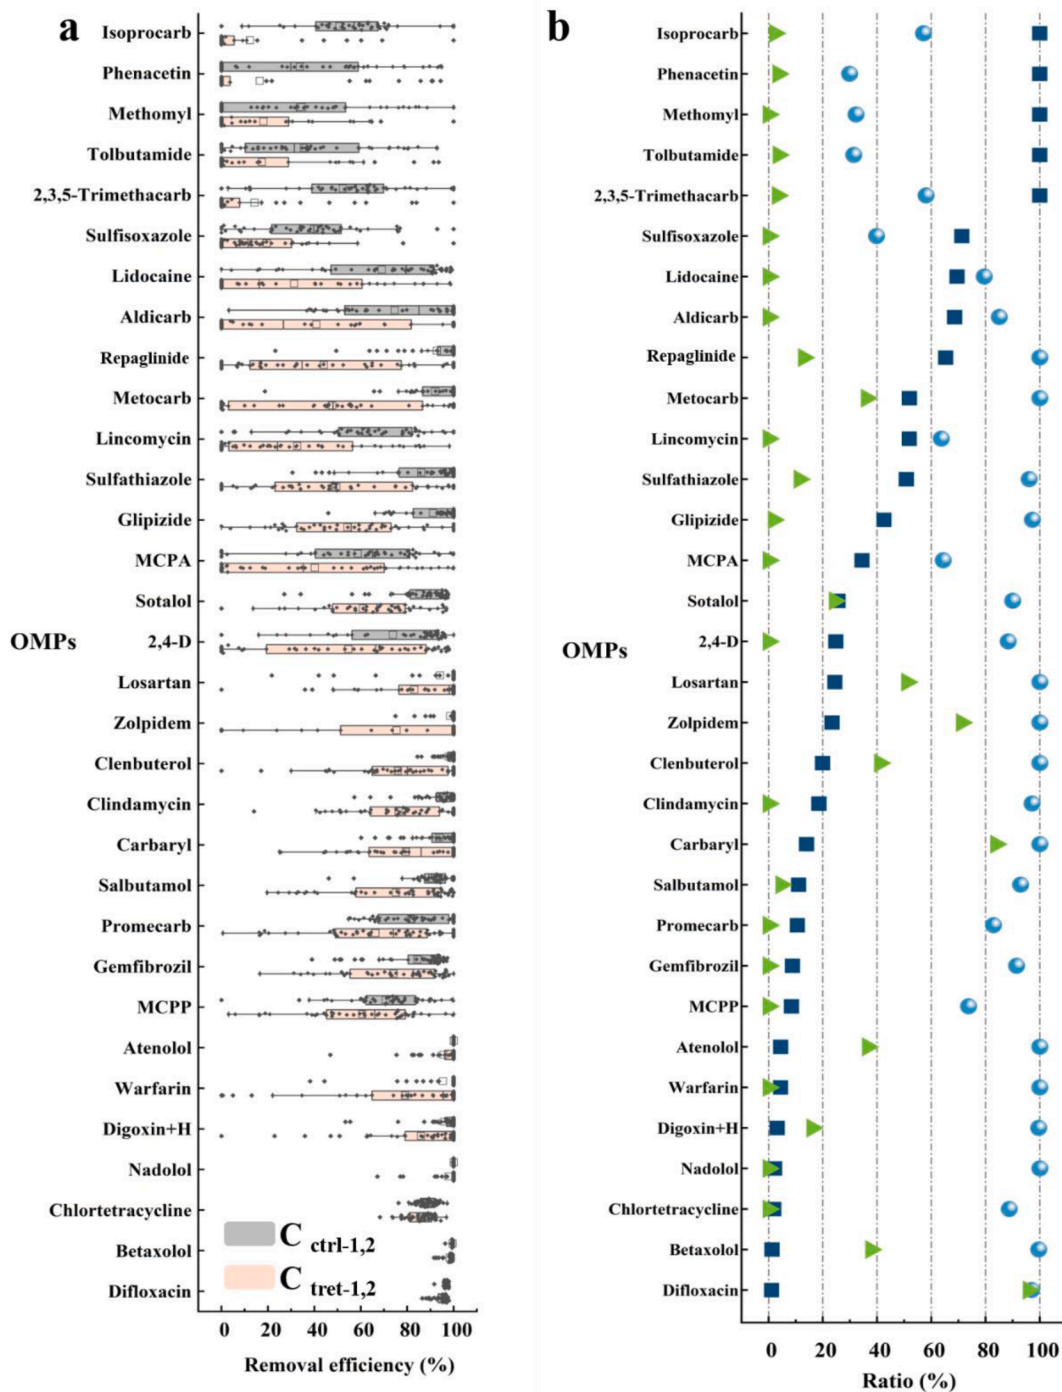 a
Isoprocarb
Phenacetin
Methomyl
Tolbutamide
2,3,5-Trimethacarb
Sulfisoxazole
Lidocaine
Aldicarb
Repaglinide
Metocarb
Lincomycin
Sulfathiazole
Glipizide
MCPA
Sotalol
OMPs
2,4-D
Losartan
Zolpidem
Clenbuterol
Clindamycin
Carbaryl
Salbutamol
Promecarb
Gemfibrozil
MCPP
Atenolol
Warfarin
Digoxin+H
Nadolol
Chlortetracycline
Betaxolol
Difloxacin
C ctrl-1,2
C tret-1,2
0 20 40 60 80 100
Removal efficiency (%)
b
Isoprocarb
Phenacetin
Methomyl
Tolbutamide
2,3,5-Trimethacarb
Sulfisoxazole
Lidocaine
Aldicarb
Repaglinide
Metocarb
Lincomycin
Sulfathiazole
Glipizide
MCPA
Sotalol
2,4-D
OMPs
Losartan
Zolpidem
Clenbuterol
Clindamycin
Carbaryl
Salbutamol
Promecarb
Gemfibrozil
MCPP
Atenolol
Warfarin
Digoxin+H
Nadolol
Chlortetracycline
Betaxolol
Difloxacin
0 20 40 60 80 100
Ratio (%)